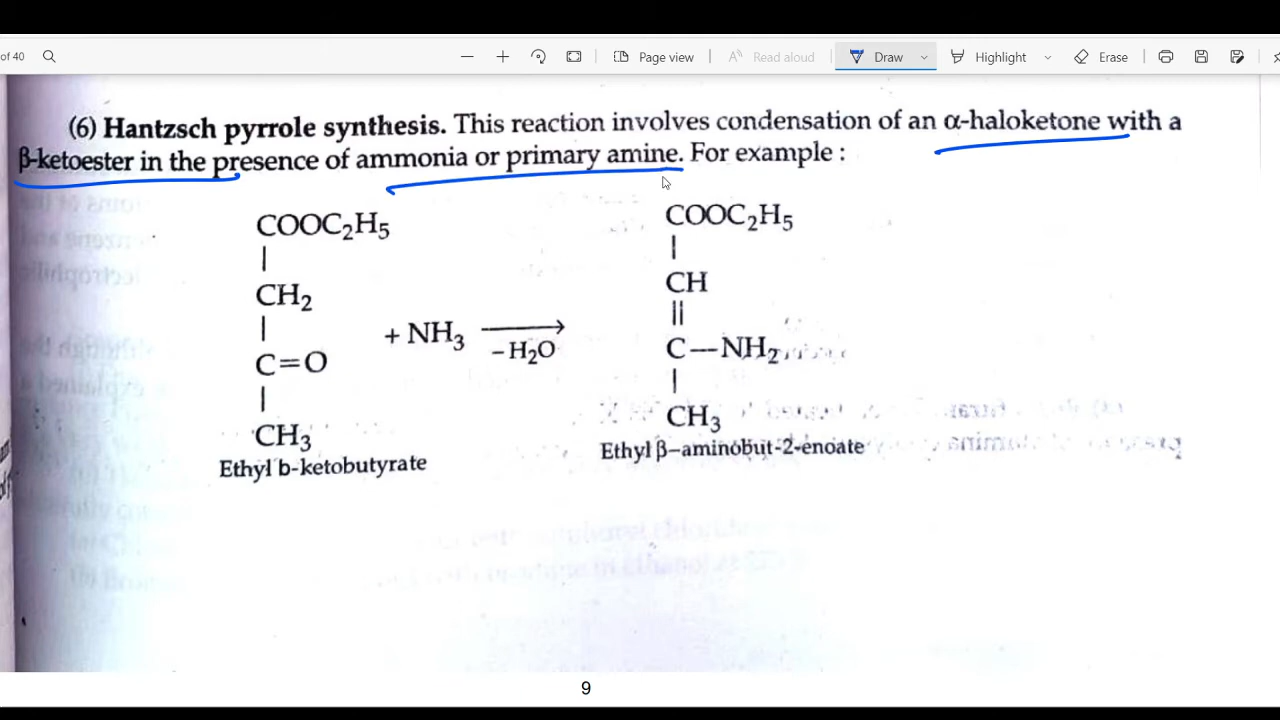 of 40
Page view
Read aloud
Draw
Highlight
Erase
(6) Hantzsch pyrrole synthesis. This reaction involves condensation of an α-haloketone with a
β-ketoester in the presence of ammonia or primary amine. For example :
COOC₂H₅
|
CH₂
|
C=O
|
CH₃
Ethyl b-ketobutyrate
+ NH₃ ⟶
– H₂O
COOC₂H₅
|
CH
||
C—NH₂
|
CH₃
Ethyl β–aminobut-2-enoate
9